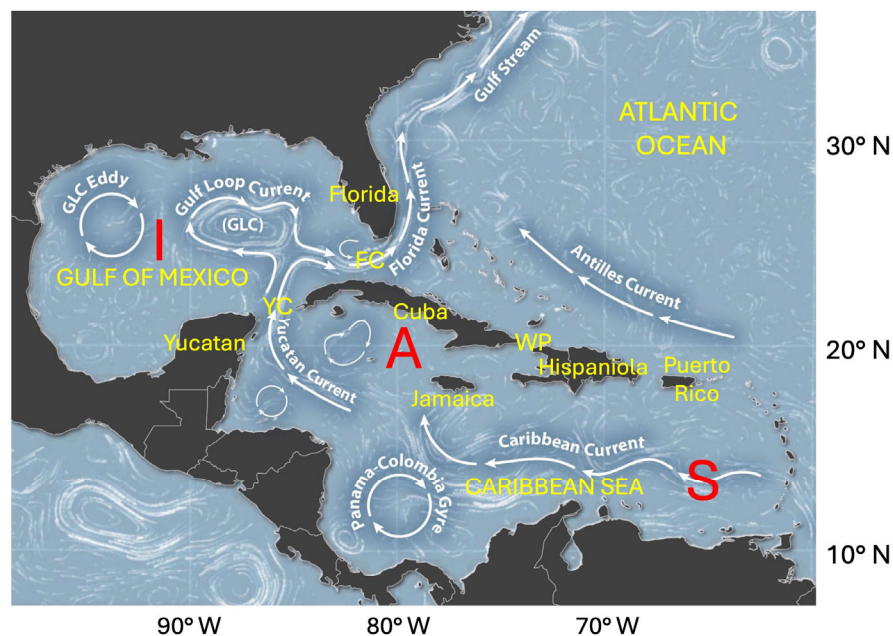 Gulf Stream
ATLANTIC
OCEAN
30° N
GLC Eddy
Gulf Loop Current
(GLC)
Florida
Florida Current
I
FC
GULF OF MEXICO
Antilles Current
YC
Cuba
Yucatan
Yucatan Current
A
WP
20° N
Hispaniola
Puerto
Rico
Jamaica
Caribbean Current
S
CARIBBEAN SEA
Panama-Colombia
Gyre
10° N
90° W
80° W
70° W